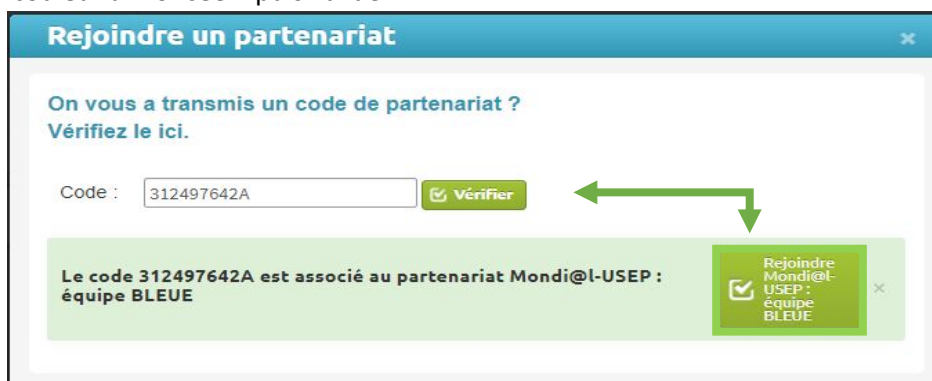 Rejoindre un partenariat ×
On vous a transmis un code de partenariat ?
Vérifiez le ici.
Code : 312497642A Vérifier
Le code 312497642A est associé au partenariat Mondi@l-USEP :
équipe BLEUE
Rejoindre
Mondi@l-
USEP :
équipe
BLEUE
×